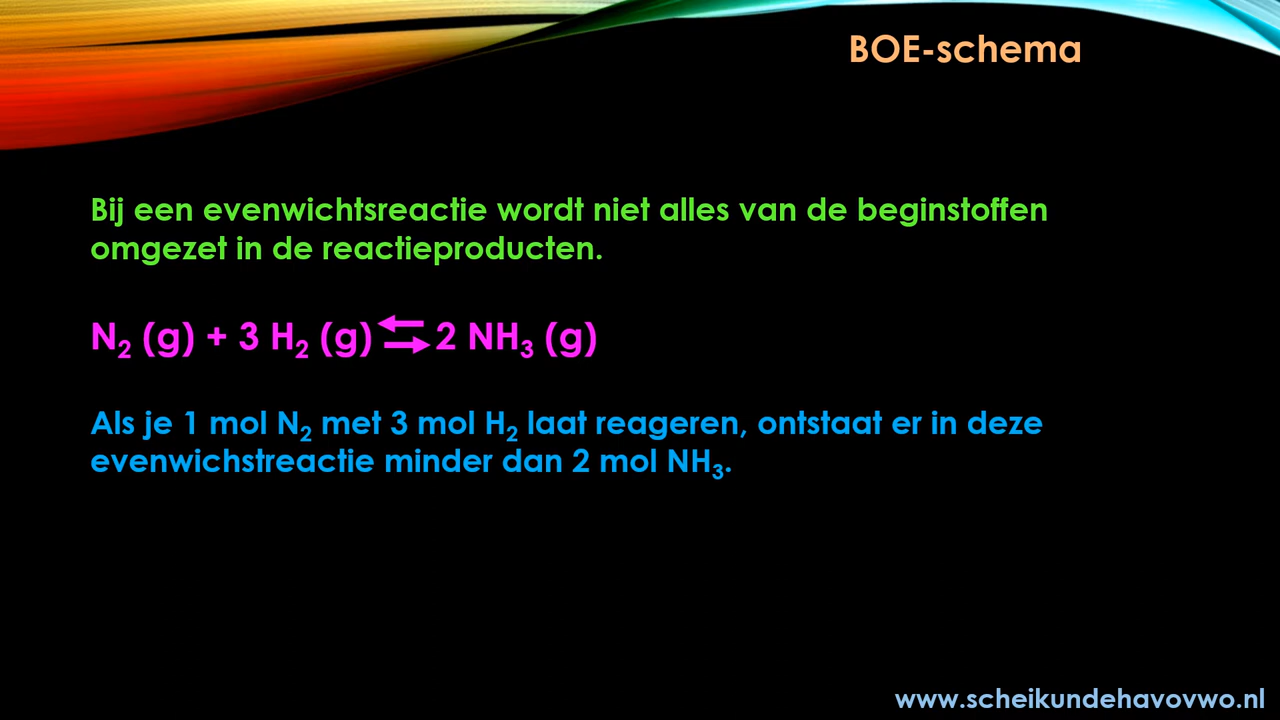 BOE-schema
Bij een evenwichtsreactie wordt niet alles van de beginstoffen
omgezet in de reactieproducten.
N₂ (g) + 3 H₂ (g) ⇆ 2 NH₃ (g)
Als je 1 mol N₂ met 3 mol H₂ laat reageren, ontstaat er in deze
evenwichstreactie minder dan 2 mol NH₃.
www.scheikundehavovwo.nl